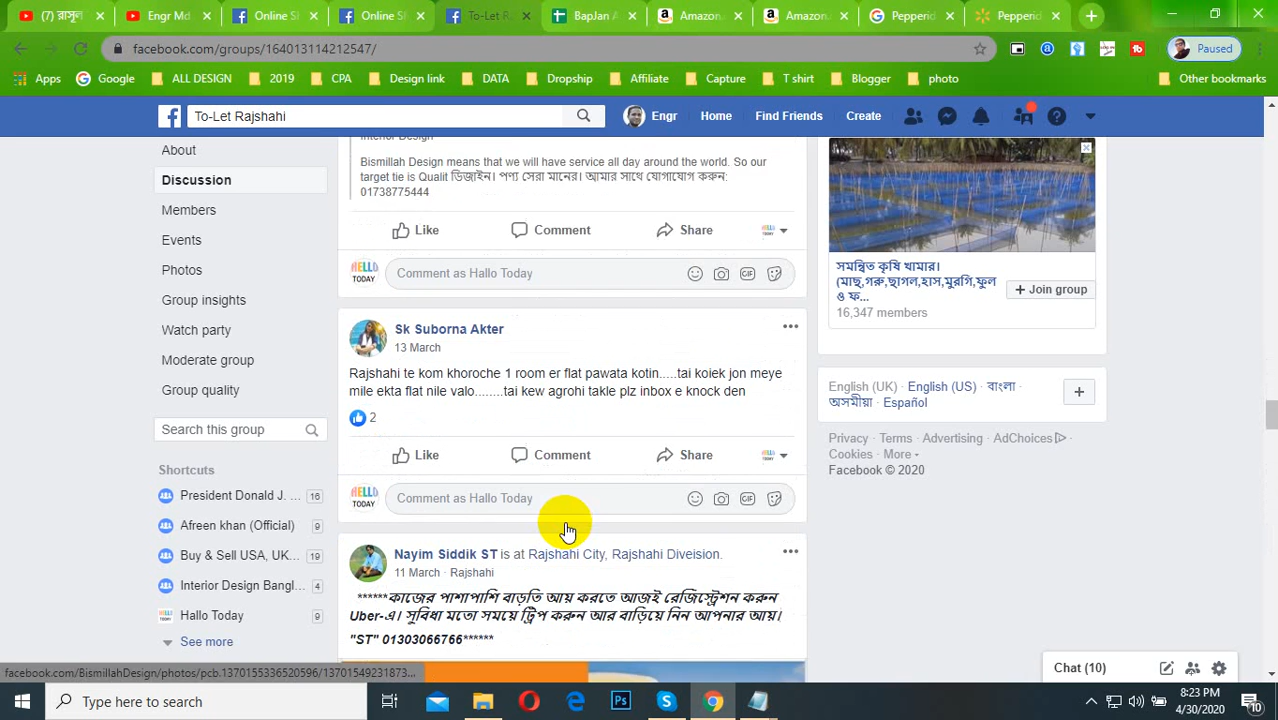 (7) রাসুল
Engr Md
Online Sh
Online Sh
To-Let Ra
BapJan A
Amazon.
Amazon.
Pepperid
Pepperid
facebook.com/groups/164013114212547/
Paused
Apps
Google
ALL DESIGN
2019
CPA
Design link
DATA
Dropship
Affiliate
Capture
T shirt
Blogger
photo
Other bookmarks
To-Let Rajshahi
Engr
Home
Find Friends
Create
About
Discussion
Members
Events
Photos
Group insights
Watch party
Moderate group
Group quality
Search this group
Shortcuts
President Donald J. ... 16
Afreen khan (Official) 9
Buy & Sell USA, UK... 19
Interior Design Bangl... 4
Hallo Today 9
See more
Interior Design
Bismillah Design means that we will have service all day around the world. So our
target tie is Qualit ডিজাইন। পণ্য সেরা মানের। আমার সাথে যোগাযোগ করুন:
01738775444
Like Comment Share
HELLO TODAY
Comment as Hallo Today
GIF
Sk Suborna Akter
13 March
Rajshahi te kom khoroche 1 room er flat pawata kotin.....tai koiek jon meye
mile ekta flat nile valo........tai kew agrohi takle plz inbox e knock den
2
Like Comment Share
HELLO TODAY
Comment as Hallo Today
GIF
Nayim Siddik ST is at Rajshahi City, Rajshahi Diveision.
11 March · Rajshahi
******কাজের পাশাপাশি বাড়তি আয় করতে আজই রেজিস্ট্রেশন করুন
Uber-এ। সুবিধা মতো সময়ে ট্রিপ করুন আর বাড়িয়ে নিন আপনার আয়।
"ST" 01303066766******
সমন্বিত কৃষি খামার।
(মাছ,গরু,ছাগল,হাস,মুরগি,ফুল
ও ফ...
+ Join group
16,347 members
English (UK) · English (US) · বাংলা ·
অসমীয়া · Español
+
Privacy · Terms · Advertising · AdChoices ·
Cookies · More
Facebook © 2020
Chat (10)
facebook.com/BismillahDesign/photos/pcb.1370155336520596/13701549231873...
Type here to search
8:23 PM
4/30/2020
10